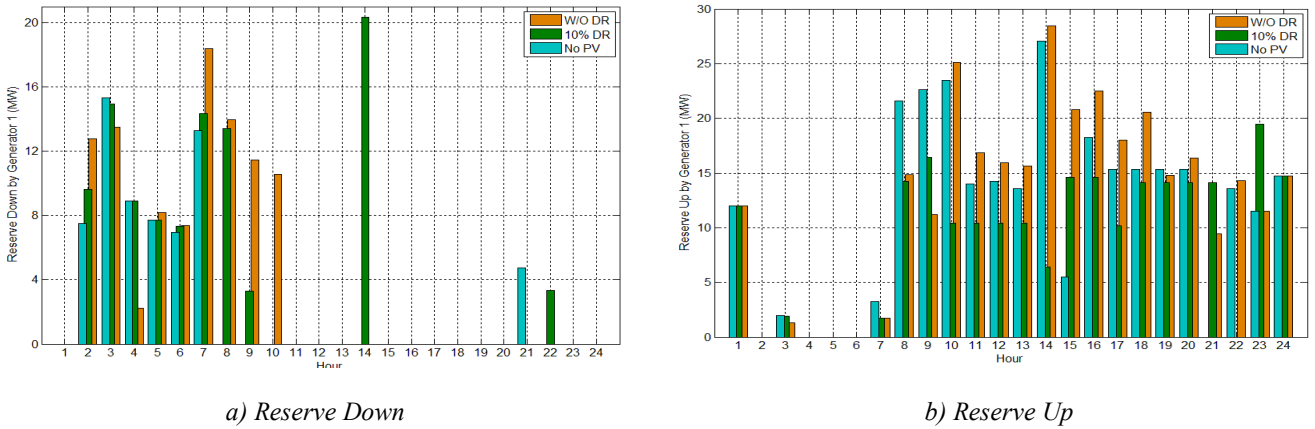 20
16
12
8
4
0
Reserve Down by Generator 1 (MW)
W/O DR
10% DR
No PV
1 2 3 4 5 6 7 8 9 10 11 12 13 14 15 16 17 18 19 20 21 22 23 24
Hour
a) Reserve Down
30
25
20
15
10
5
0
Reserve Up by Generator 1 (MW)
W/O DR
10% DR
No PV
1 2 3 4 5 6 7 8 9 10 11 12 13 14 15 16 17 18 19 20 21 22 23 24
Hour
b) Reserve Up